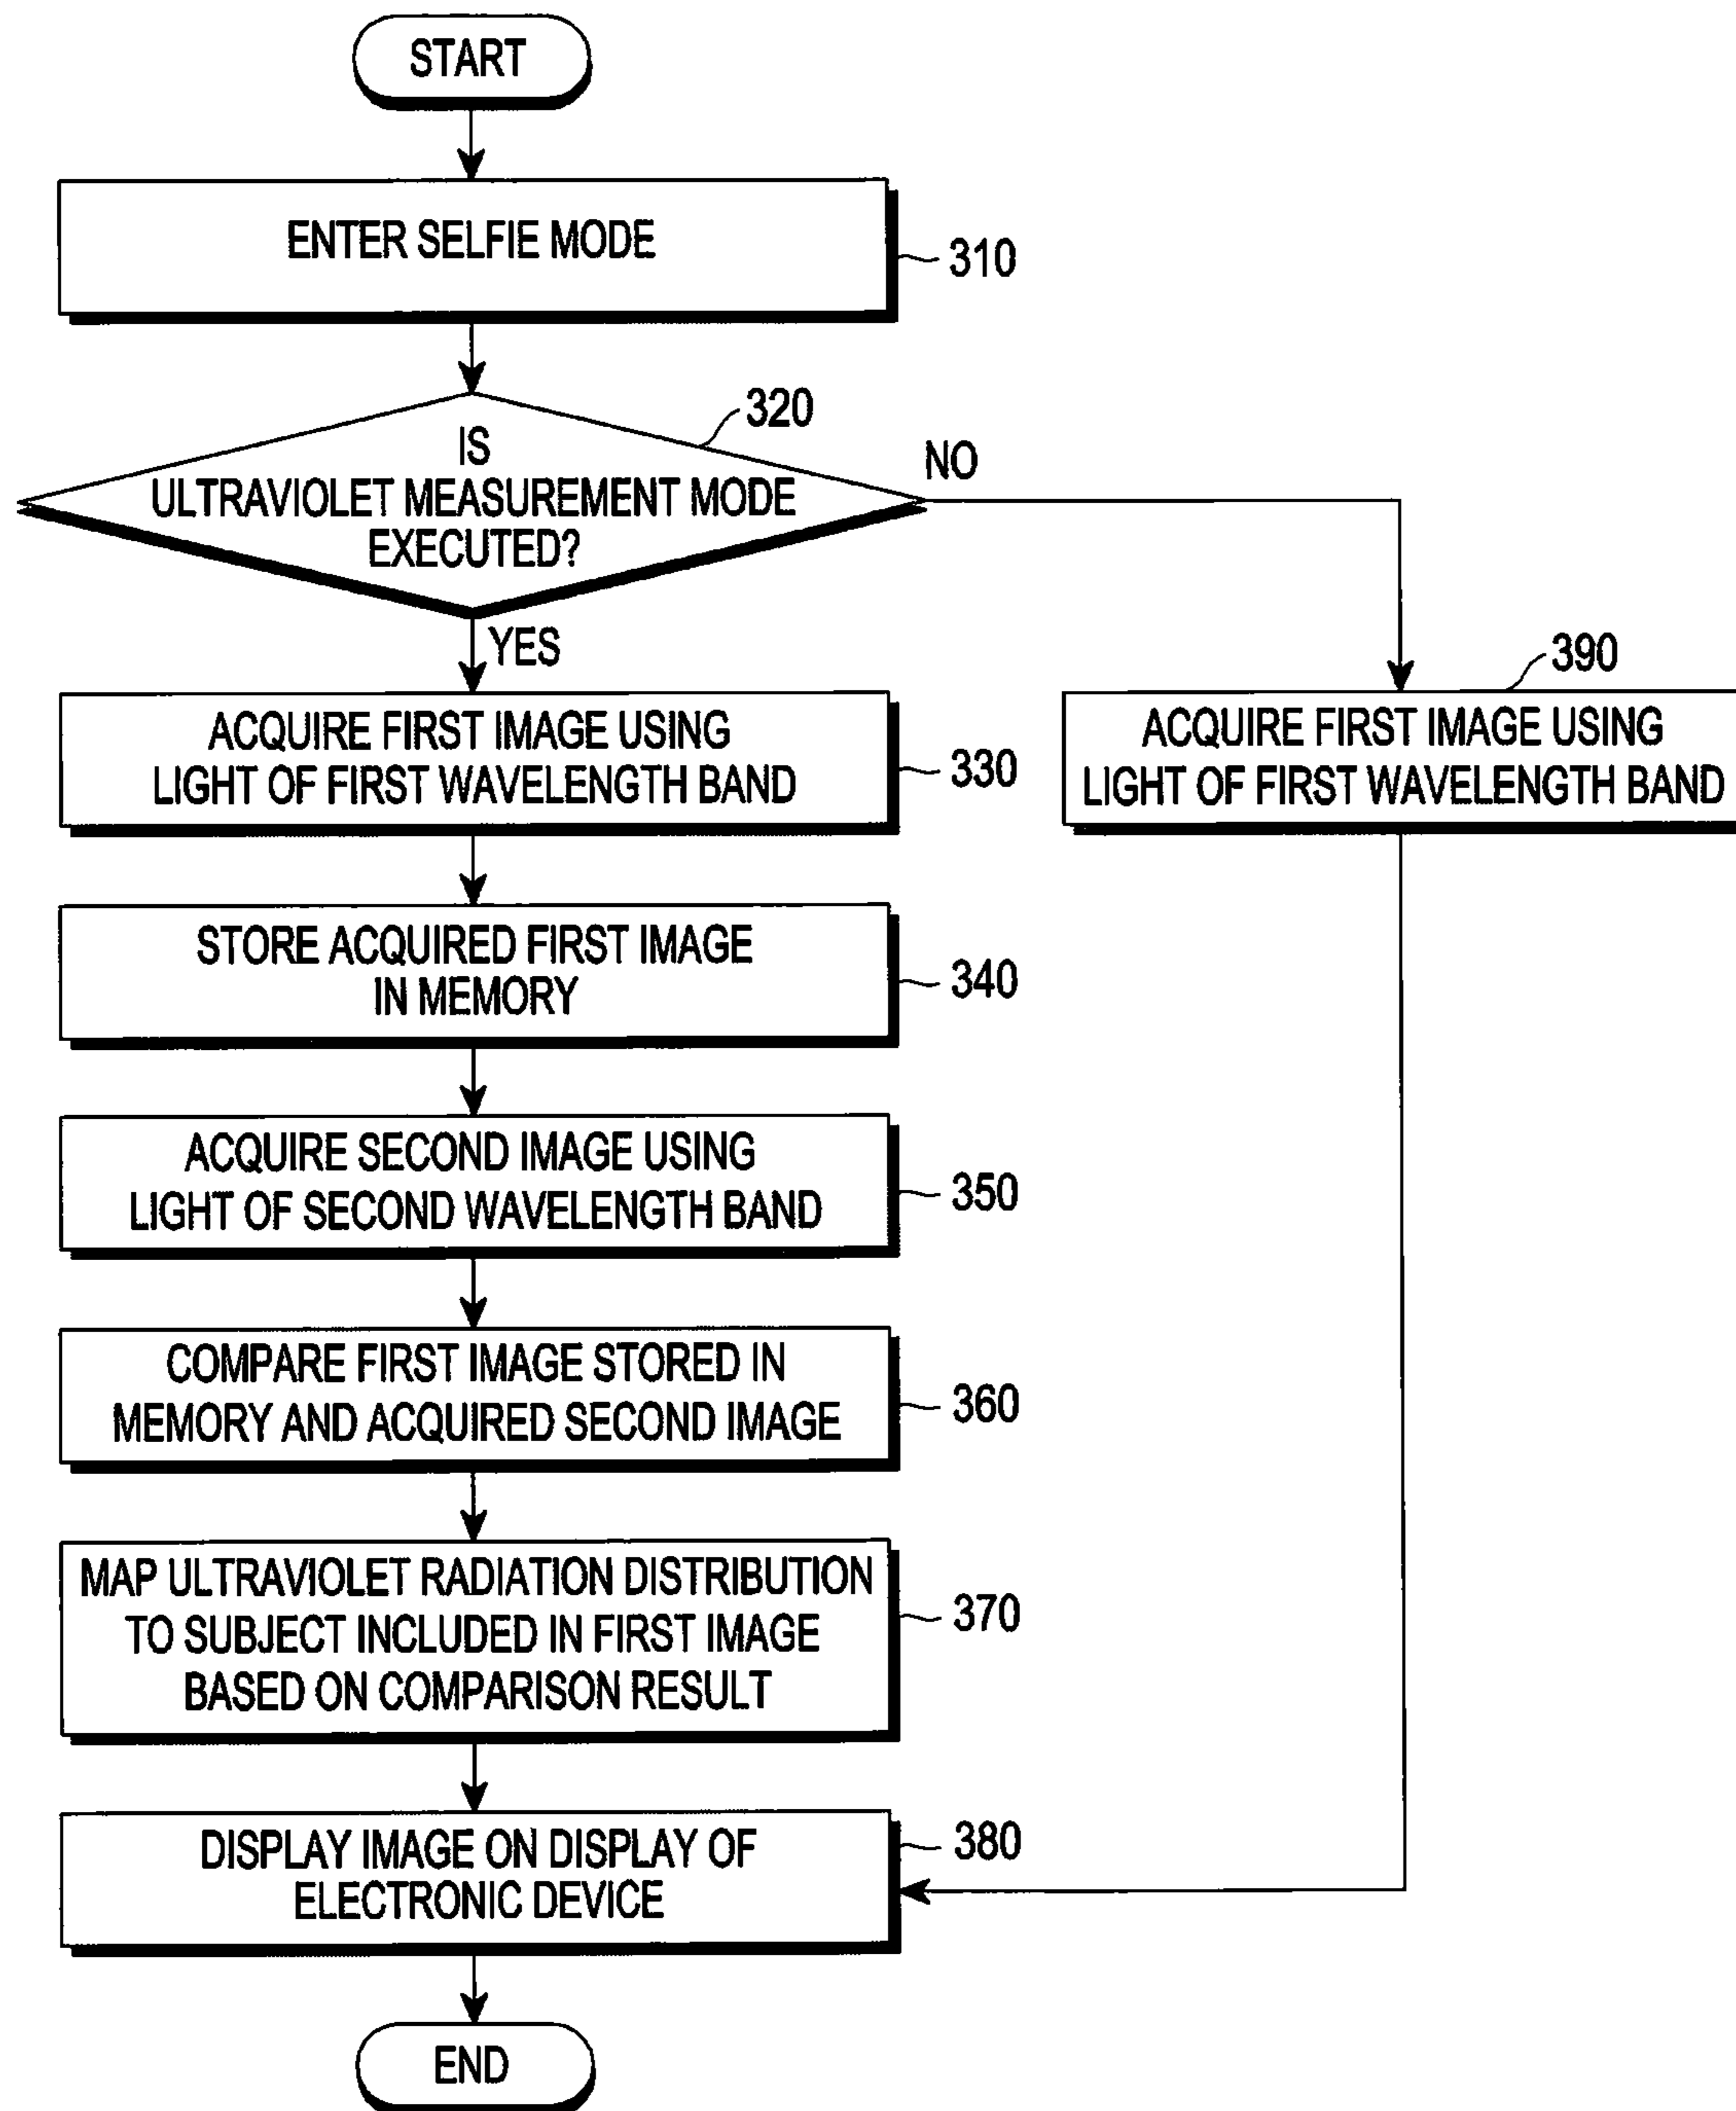 START
ENTER SELFIE MODE
310
320
IS
ULTRAVIOLET MEASUREMENT MODE
EXECUTED?
NO
YES
ACQUIRE FIRST IMAGE USING
LIGHT OF FIRST WAVELENGTH BAND
330
390
ACQUIRE FIRST IMAGE USING
LIGHT OF FIRST WAVELENGTH BAND
STORE ACQUIRED FIRST IMAGE
IN MEMORY
340
ACQUIRE SECOND IMAGE USING
LIGHT OF SECOND WAVELENGTH BAND
350
COMPARE FIRST IMAGE STORED IN
MEMORY AND ACQUIRED SECOND IMAGE
360
MAP ULTRAVIOLET RADIATION DISTRIBUTION
TO SUBJECT INCLUDED IN FIRST IMAGE
BASED ON COMPARISON RESULT
370
DISPLAY IMAGE ON DISPLAY OF
ELECTRONIC DEVICE
380
END